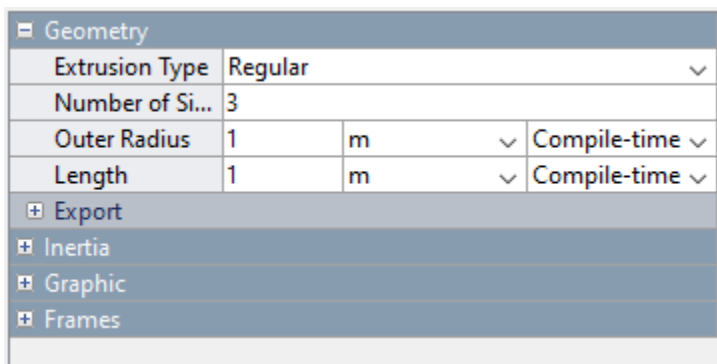 Geometry
Extrusion Type Regular
Number of Si... 3
Outer Radius 1 m Compile-time
Length 1 m Compile-time
Export
Inertia
Graphic
Frames